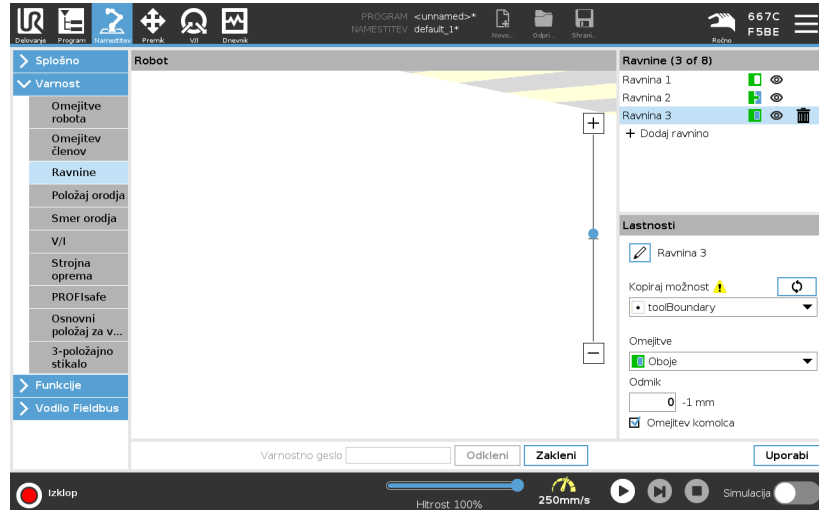 UR
PROGRAM <unnamed>*
NAMESTITEV default_1*
667C
F5BE
Delovanje Program Namestitev Premik V/I Dnevnik Novo... Odpri... Shrani... Ročno
Splošno
Varnost
Omejitve
robota
Omejitev
členov
Ravnine
Položaj orodja
Smer orodja
V/I
Strojna
oprema
PROFIsafe
Osnovni
položaj za v...
3-položajno
stikalo
Funkcije
Vodilo Fieldbus
Robot
Ravnine (3 of 8)
Ravnina 1
Ravnina 2
Ravnina 3
+ Dodaj ravnino
Lastnosti
Ravnina 3
Kopiraj možnost
toolBoundary
Omejitve
Oboje
Odmik
0 -1 mm
Omejitev komolca
Varnostno geslo Odkleni Zakleni Uporabi
Izklop
Hitrost 100%
250mm/s
Simulacija